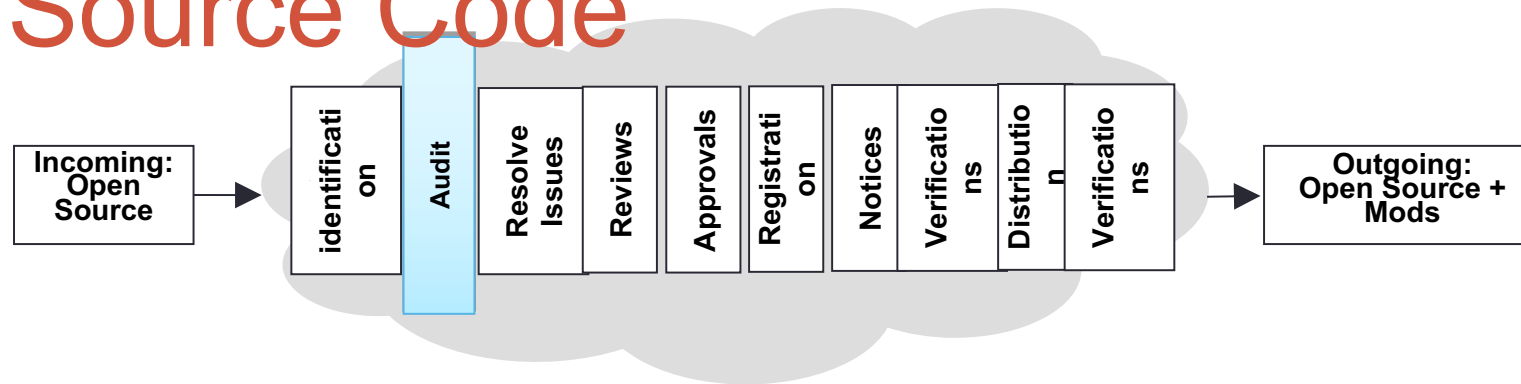 Source Code
Incoming:
Open
Source
identificati
on
Audit
Resolve
Issues
Reviews
Approvals
Registrati
on
Notices
Verificatio
ns
Distributio
n
Verificatio
ns
Outgoing:
Open Source +
Mods